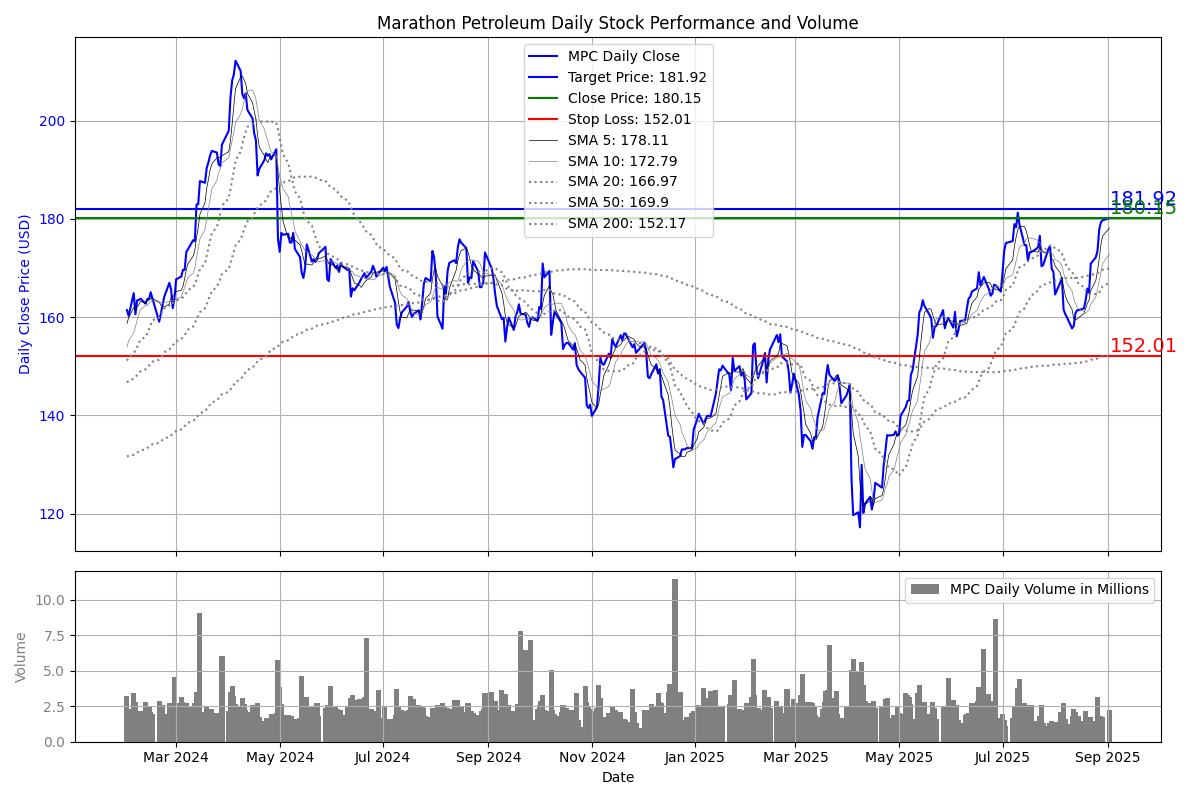 Marathon Petroleum Daily Stock Performance and Volume
MPC Daily Close
Target Price: 181.92
Close Price: 180.15
Stop Loss: 152.01
SMA 5: 178.11
SMA 10: 172.79
SMA 20: 166.97
SMA 50: 169.9
SMA 200: 152.17
Daily Close Price (USD)
200
180
160
140
120
181.92
180.15
152.01
MPC Daily Volume in Millions
Volume
10.0
7.5
5.0
2.5
0.0
Mar 2024
May 2024
Jul 2024
Sep 2024
Nov 2024
Jan 2025
Mar 2025
May 2025
Jul 2025
Sep 2025
Date